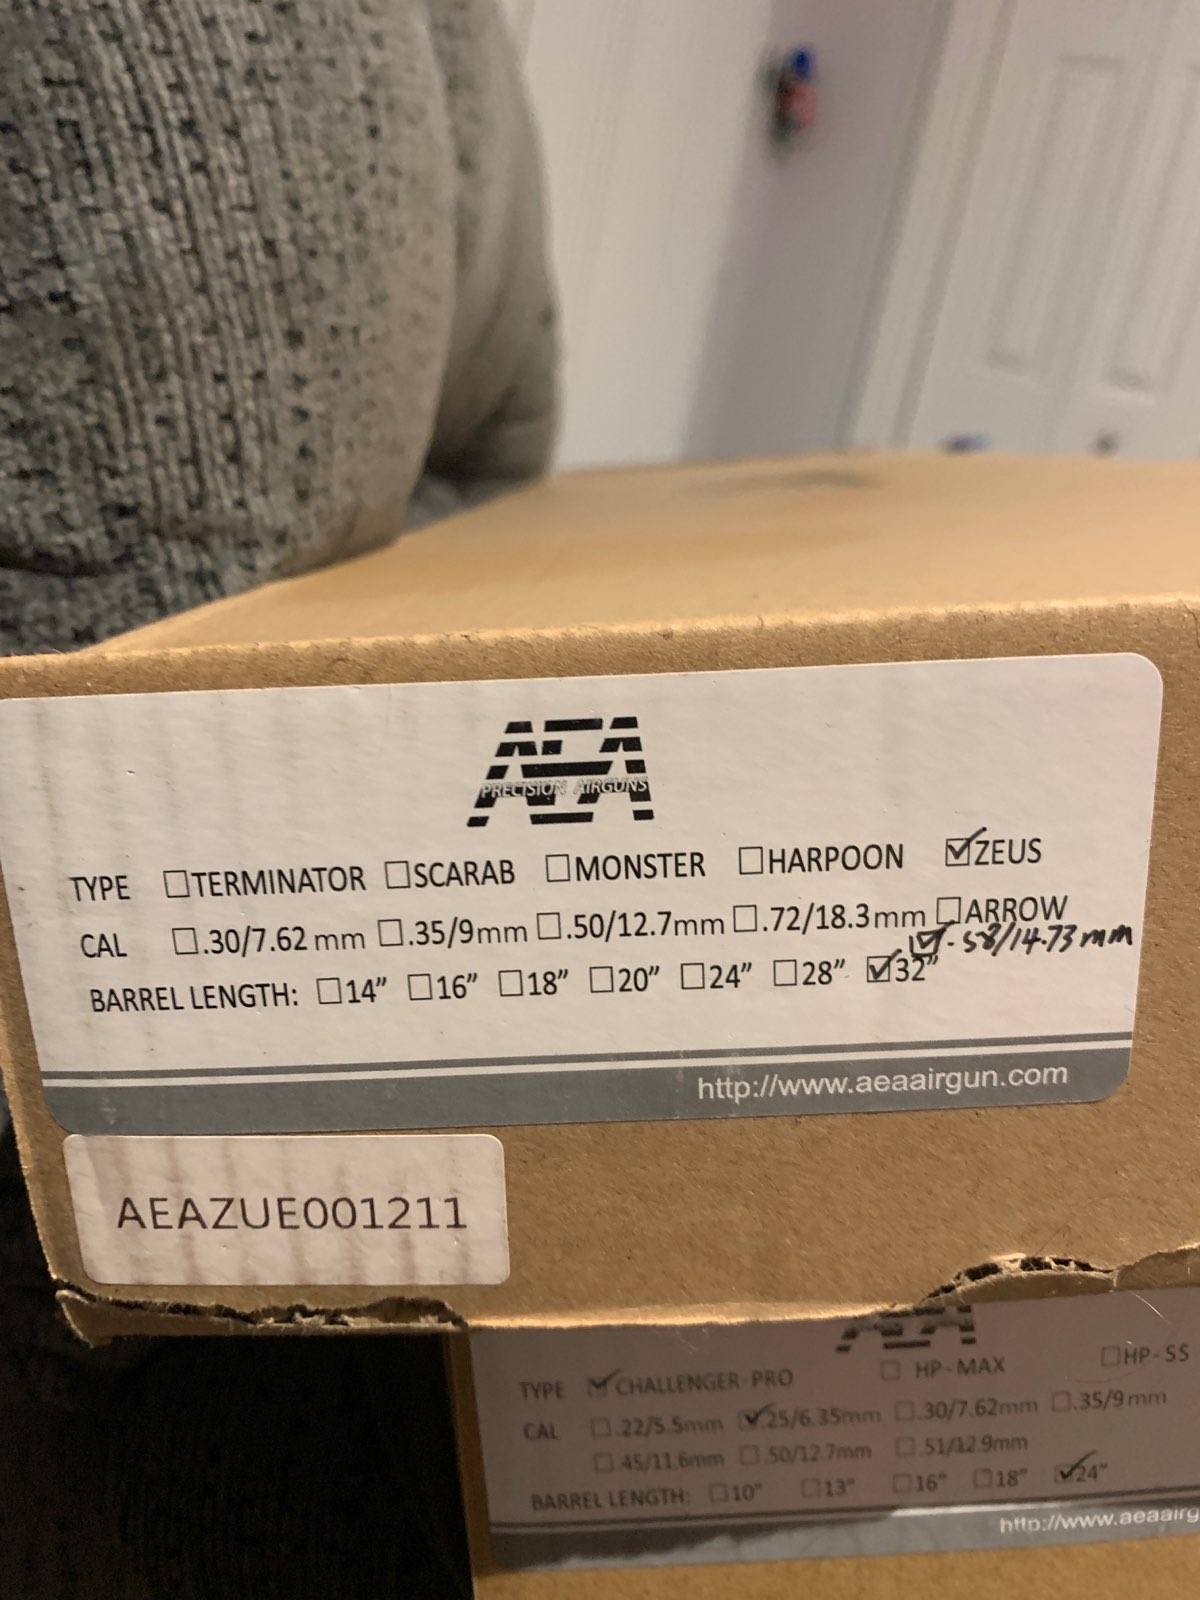 AEA
PRECISION AIRGUNS
TYPE ☐TERMINATOR ☐SCARAB ☐MONSTER ☐HARPOON ☑ZEUS
CAL ☐.30/7.62 mm ☐.35/9mm ☐.50/12.7mm ☐.72/18.3mm ☐ARROW
☑.58/14.73mm
BARREL LENGTH: ☐14" ☐16" ☐18" ☐20" ☐24" ☐28" ☑32"
http://www.aeaairgun.com
AEAZUE001211
AEA
TYPE ☑CHALLENGER-PRO ☐ HP-MAX ☐HP-SS
CAL ☐.22/5.5mm ☑.25/6.35mm ☐.30/7.62mm ☐.35/9mm
☐.45/11.6mm ☐.50/12.7mm ☐.51/12.9mm
BARREL LENGTH: ☐10" ☐13" ☐16" ☐18" ☑24"
http://www.aeaairg